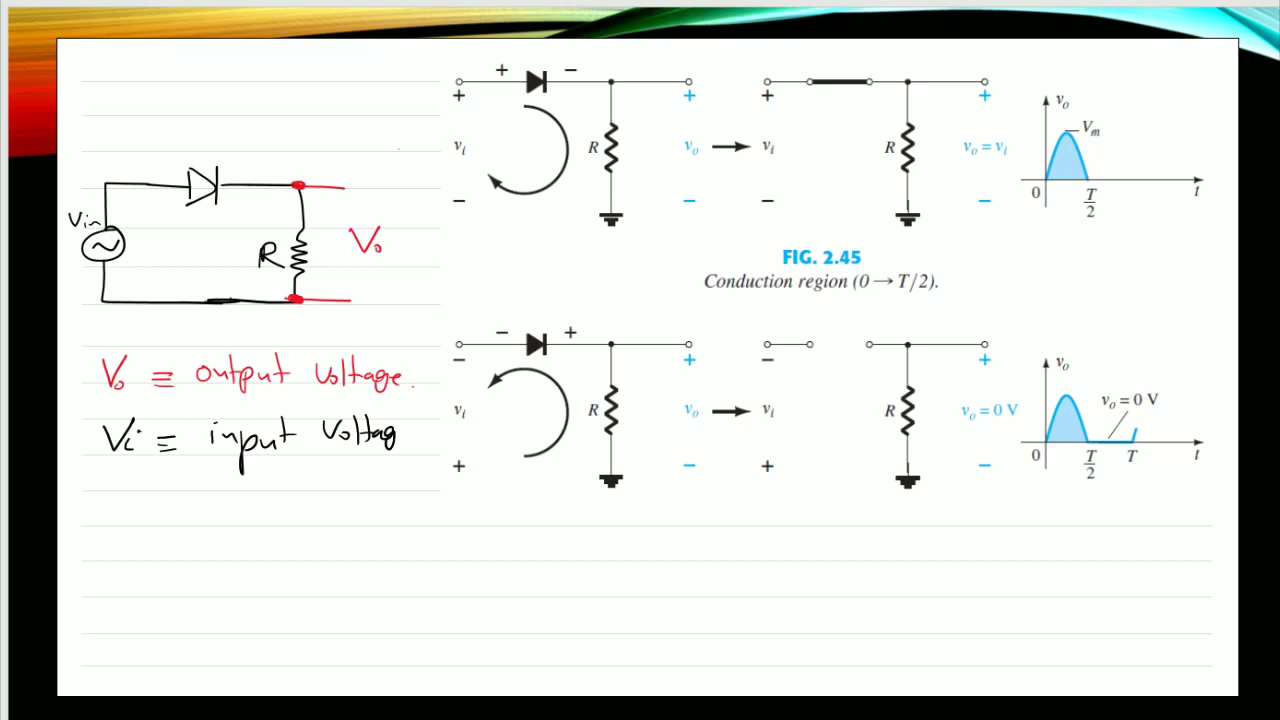 Vin
R
Vo
Vo ≡ output voltage.
Vi ≡ input voltag
+ −
+ + + +
vi R vo vi R vo = vi
− − − −
vo
Vm
0 T/2 t
FIG. 2.45
Conduction region (0 → T/2).
− +
− + − +
vi R vo vi R vo = 0 V
+ − + −
vo
vo = 0 V
0 T/2 T t